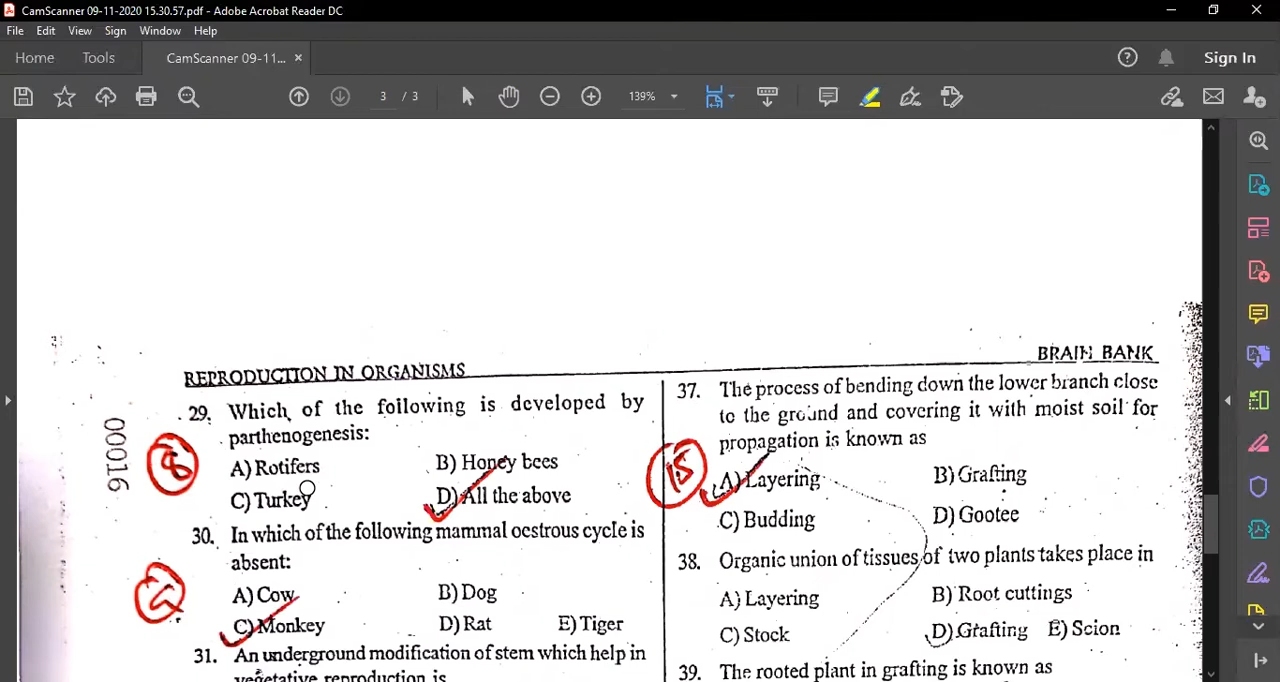 CamScanner 09-11-2020 15.30.57.pdf - Adobe Acrobat Reader DC
File Edit View Sign Window Help
Home Tools CamScanner 09-11... × Sign In
3 / 3 139%
REPRODUCTION IN ORGANISMS
BRAIN BANK
00016
29. Which of the following is developed by
parthenogenesis:
8
A) Rotifers B) Honey bees
C) Turkey D) All the above
30. In which of the following mammal oestrous cycle is
absent:
A) Cow B) Dog
C) Monkey D) Rat E) Tiger
31. An underground modification of stem which help in
vegetative reproduction is
37. The process of bending down the lower branch close
to the ground and covering it with moist soil for
propagation is known as
15
A) Layering B) Grafting
C) Budding D) Gootee
38. Organic union of tissues of two plants takes place in
A) Layering B) Root cuttings
C) Stock D) Grafting E) Scion
39. The rooted plant in grafting is known as